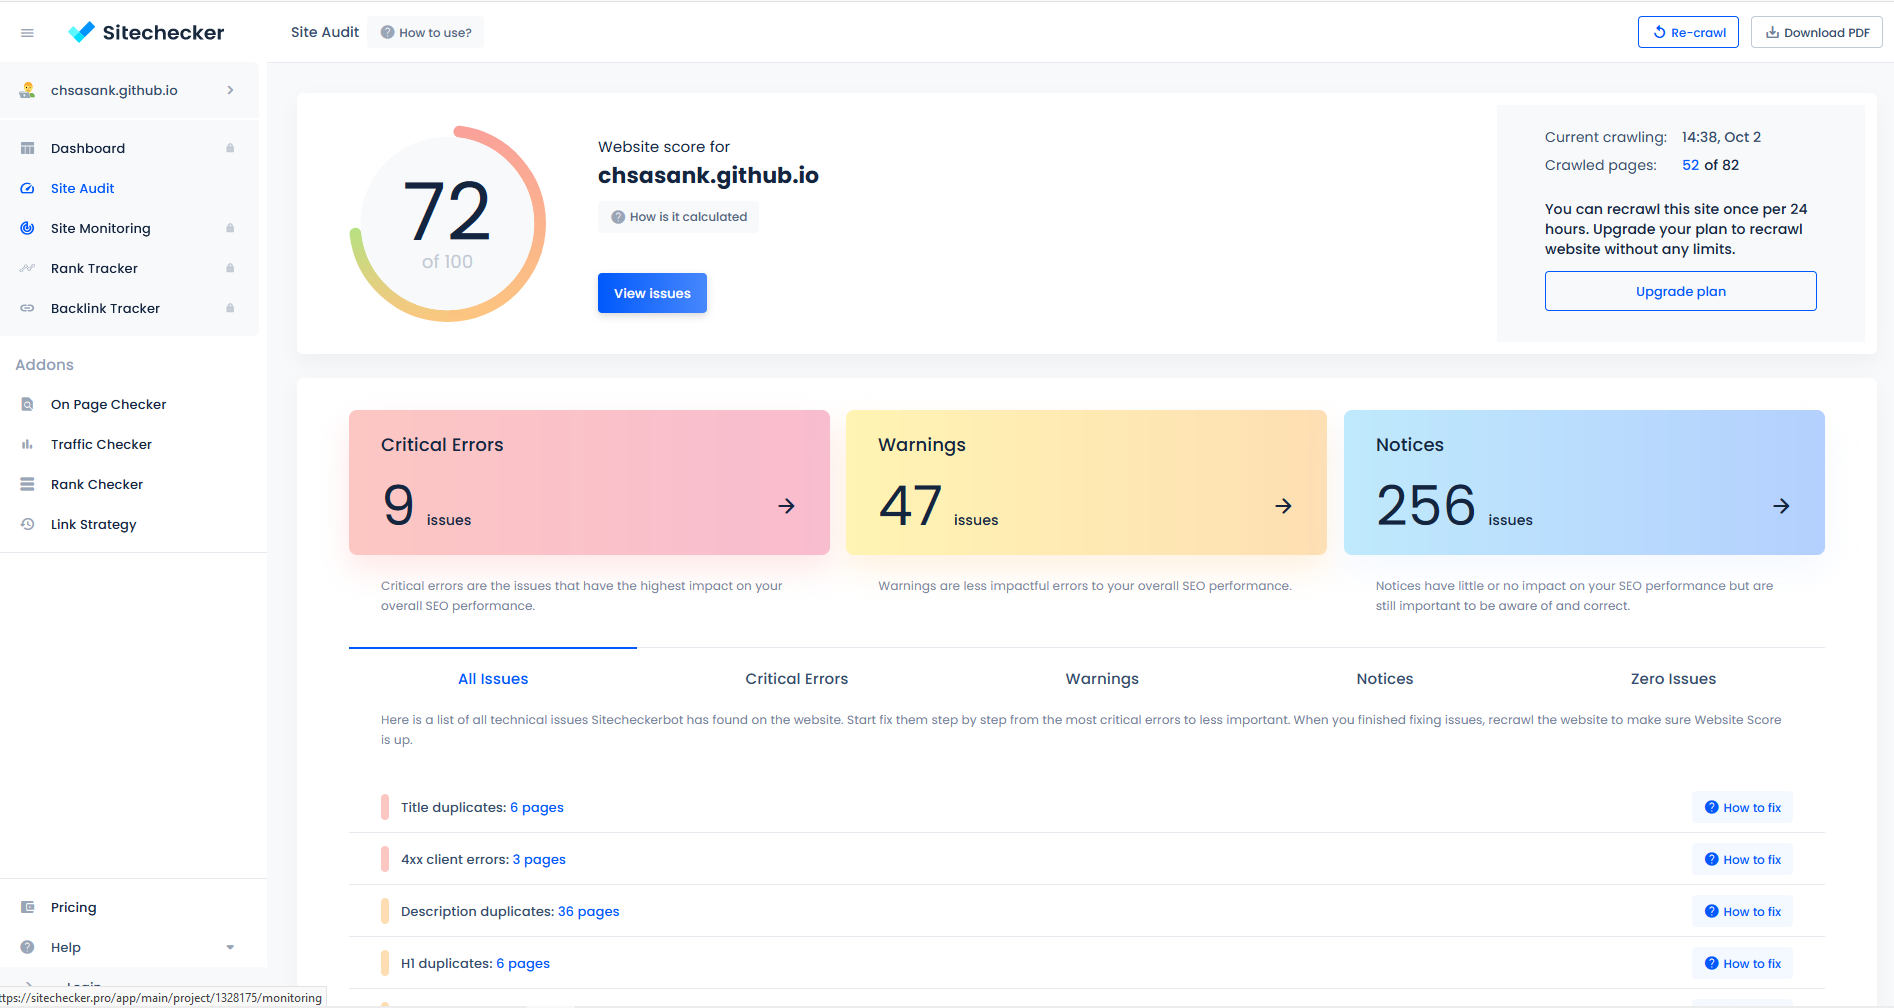 Sitechecker
Site Audit
How to use?
Re-crawl
Download PDF
chsasank.github.io
Dashboard
Site Audit
Site Monitoring
Rank Tracker
Backlink Tracker
Addons
On Page Checker
Traffic Checker
Rank Checker
Link Strategy
Pricing
Help
Login
ttps://sitechecker.pro/app/main/project/1328175/monitoring
72
of 100
Website score for
chsasank.github.io
How is it calculated
View issues
Current crawling: 14:38, Oct 2
Crawled pages: 52 of 82
You can recrawl this site once per 24
hours. Upgrade your plan to recrawl
website without any limits.
Upgrade plan
Critical Errors
9 issues
Critical errors are the issues that have the highest impact on your
overall SEO performance.
Warnings
47 issues
Warnings are less impactful errors to your overall SEO performance.
Notices
256 issues
Notices have little or no impact on your SEO performance but are
still important to be aware of and correct.
All Issues
Critical Errors
Warnings
Notices
Zero Issues
Here is a list of all technical issues Sitecheckerbot has found on the website. Start fix them step by step from the most critical errors to less important. When you finished fixing issues, recrawl the website to make sure Website Score
is up.
Title duplicates: 6 pages
How to fix
4xx client errors: 3 pages
How to fix
Description duplicates: 36 pages
How to fix
H1 duplicates: 6 pages
How to fix